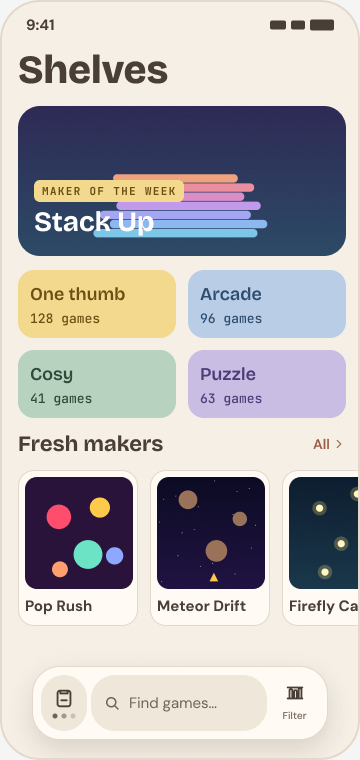 9:41
Shelves
MAKER OF THE WEEK
Stack Up
One thumb
128 games
Arcade
96 games
Cosy
41 games
Puzzle
63 games
Fresh makers
All
Pop Rush
Meteor Drift
Firefly Ca
Find games...
Filter